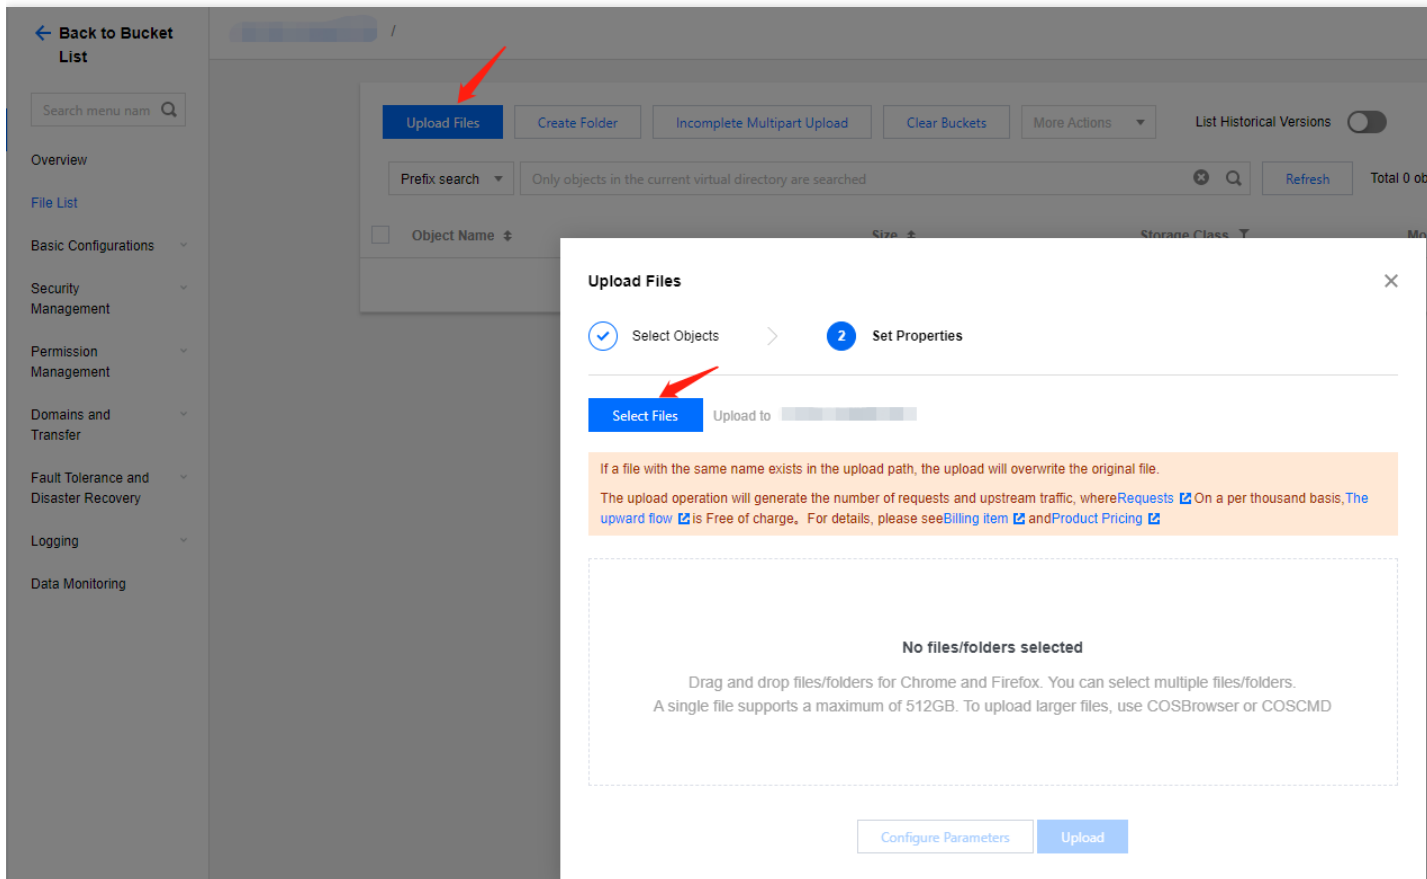 Back to Bucket
List
/
Search menu nam
Upload Files
Create Folder
Incomplete Multipart Upload
Clear Buckets
More Actions
List Historical Versions
Overview
Prefix search
Only objects in the current virtual directory are searched
Refresh
Total 0 ob
File List
Object Name
Size
Storage Class
Mo
Basic Configurations
Security
Management
Permission
Management
Domains and
Transfer
Fault Tolerance and
Disaster Recovery
Logging
Data Monitoring
Upload Files
Select Objects
2
Set Properties
Select Files
Upload to
If a file with the same name exists in the upload path, the upload will overwrite the original file.
The upload operation will generate the number of requests and upstream traffic, whereRequests On a per thousand basis,The
upward flow is Free of charge。 For details, please seeBilling item andProduct Pricing
No files/folders selected
Drag and drop files/folders for Chrome and Firefox. You can select multiple files/folders.
A single file supports a maximum of 512GB. To upload larger files, use COSBrowser or COSCMD
Configure Parameters
Upload